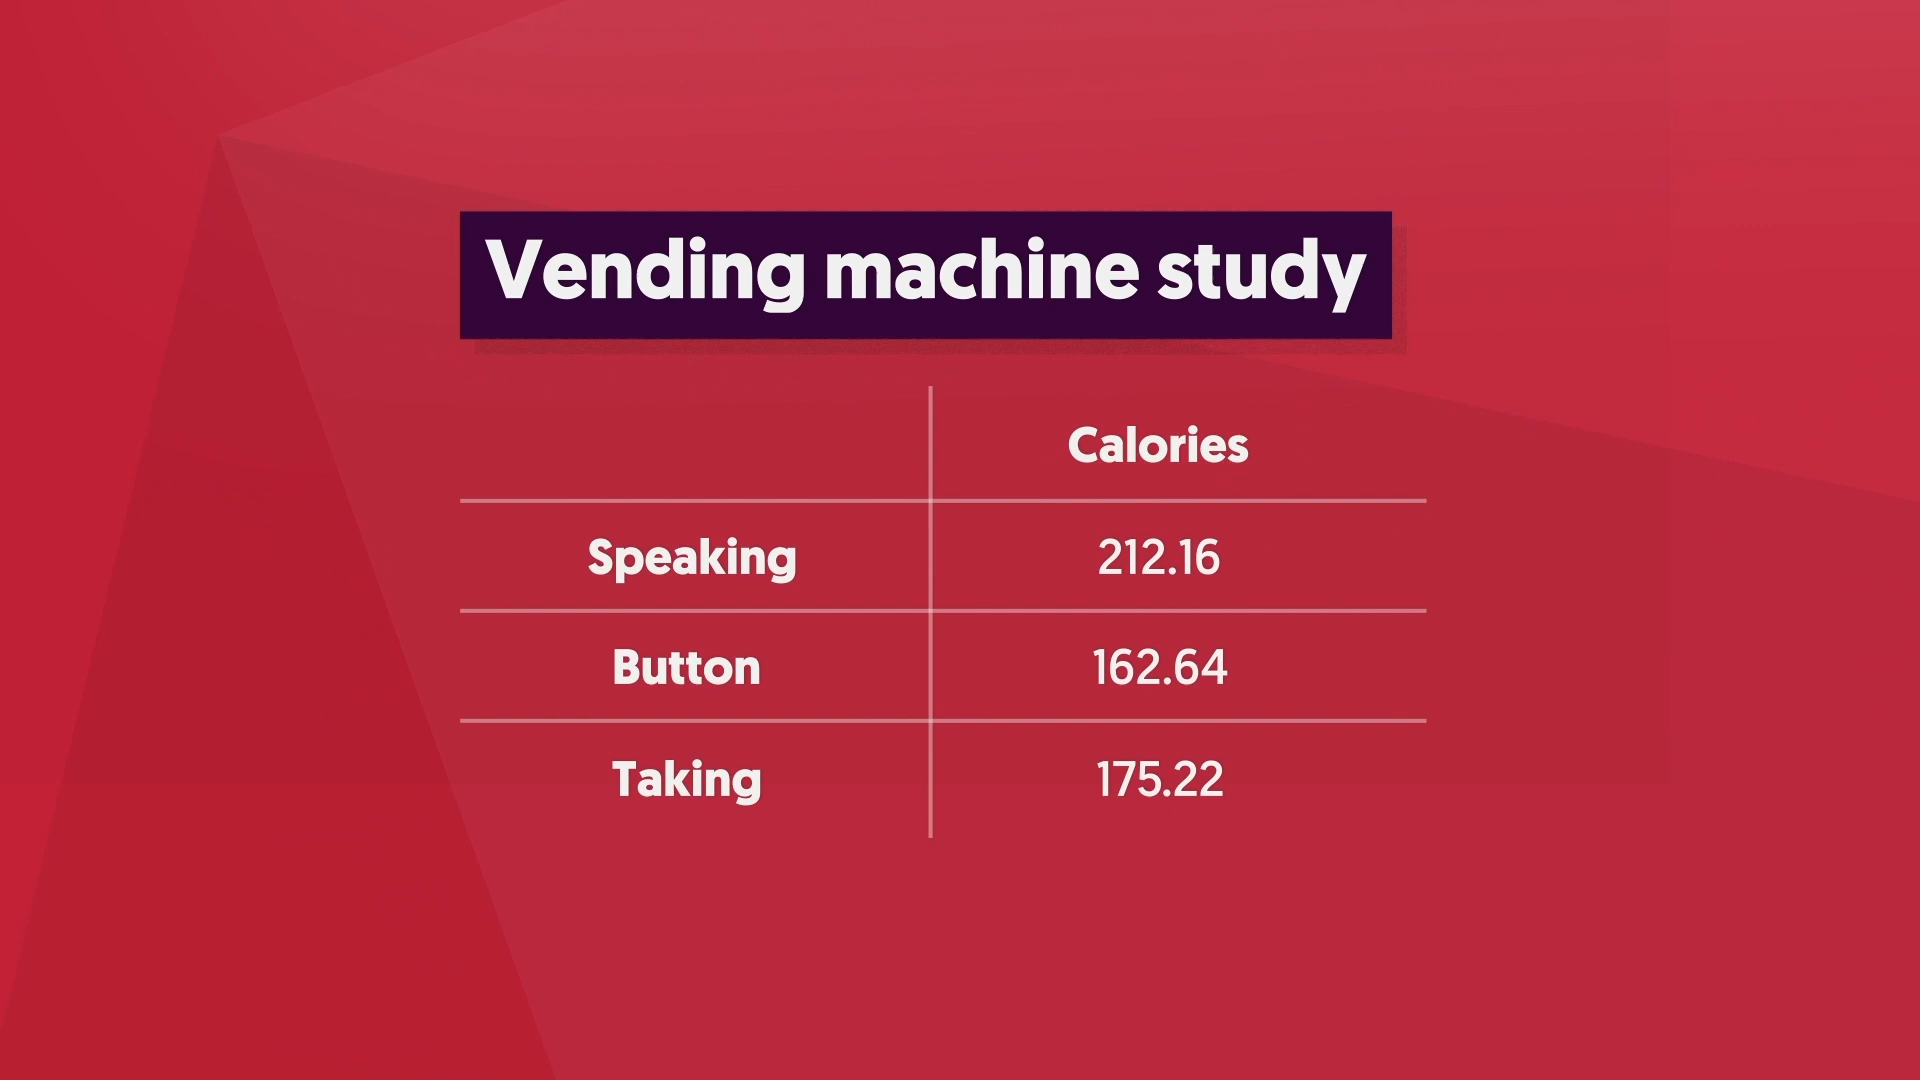 Vending machine study
Calories
Speaking 212.16
Button 162.64
Taking 175.22